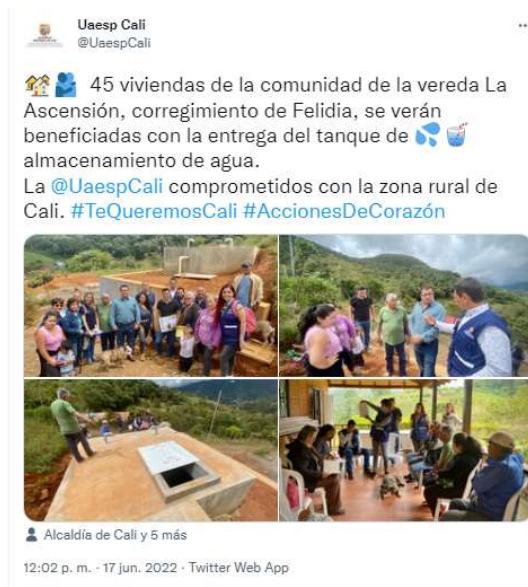 Uaesp Cali
@UaespCali
45 viviendas de la comunidad de la vereda La
Ascensión, corregimiento de Felidia, se verán
beneficiadas con la entrega del tanque de
almacenamiento de agua.
La @UaespCali comprometidos con la zona rural de
Cali. #TeQueremosCali #AccionesDeCorazón
Alcaldía de Cali y 5 más
12:02 p. m. · 17 jun. 2022 · Twitter Web App